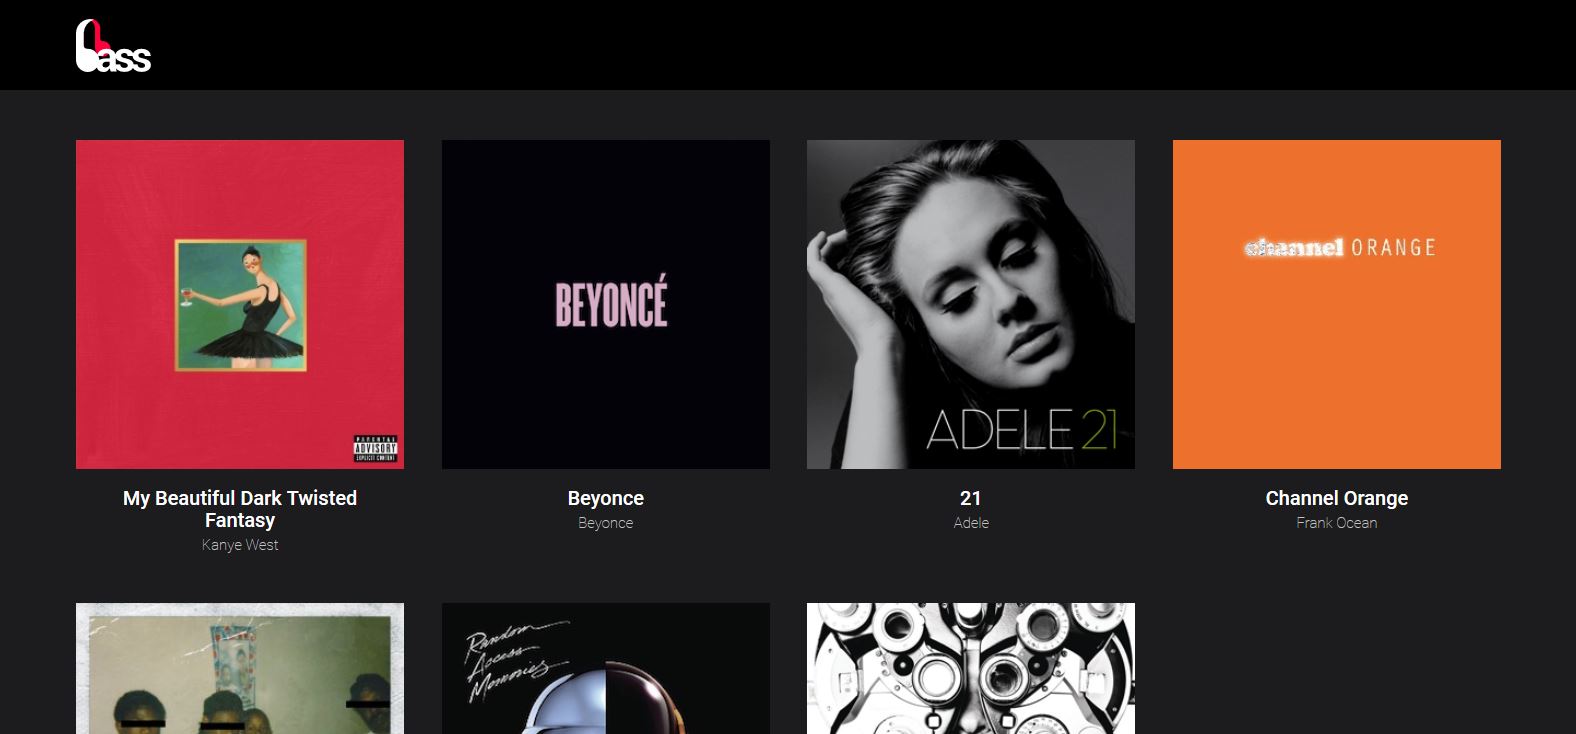 bass
PARENTAL
ADVISORY
EXPLICIT CONTENT
BEYONCÉ
ADELE 21
channel ORANGE
My Beautiful Dark Twisted
Fantasy
Kanye West
Beyonce
Beyonce
21
Adele
Channel Orange
Frank Ocean
Random
Access
Memories